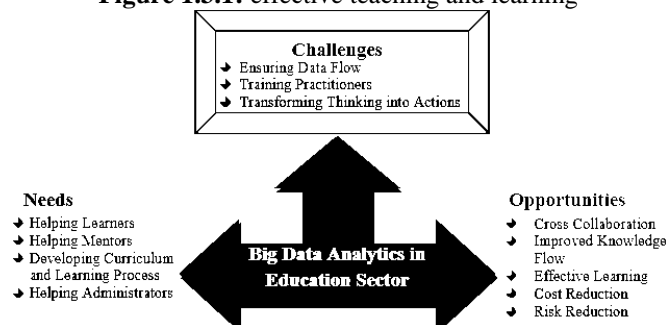 Figure 1.3.1: effective teaching and learning
Challenges
Ensuring Data Flow
Training Practitioners
Transforming Thinking into Actions
Needs
Helping Learners
Helping Mentors
Developing Curriculum
and Learning Process
Helping Administrators
Big Data Analytics in
Education Sector
Opportunities
Cross Collaboration
Improved Knowledge
Flow
Effective Learning
Cost Reduction
Risk Reduction